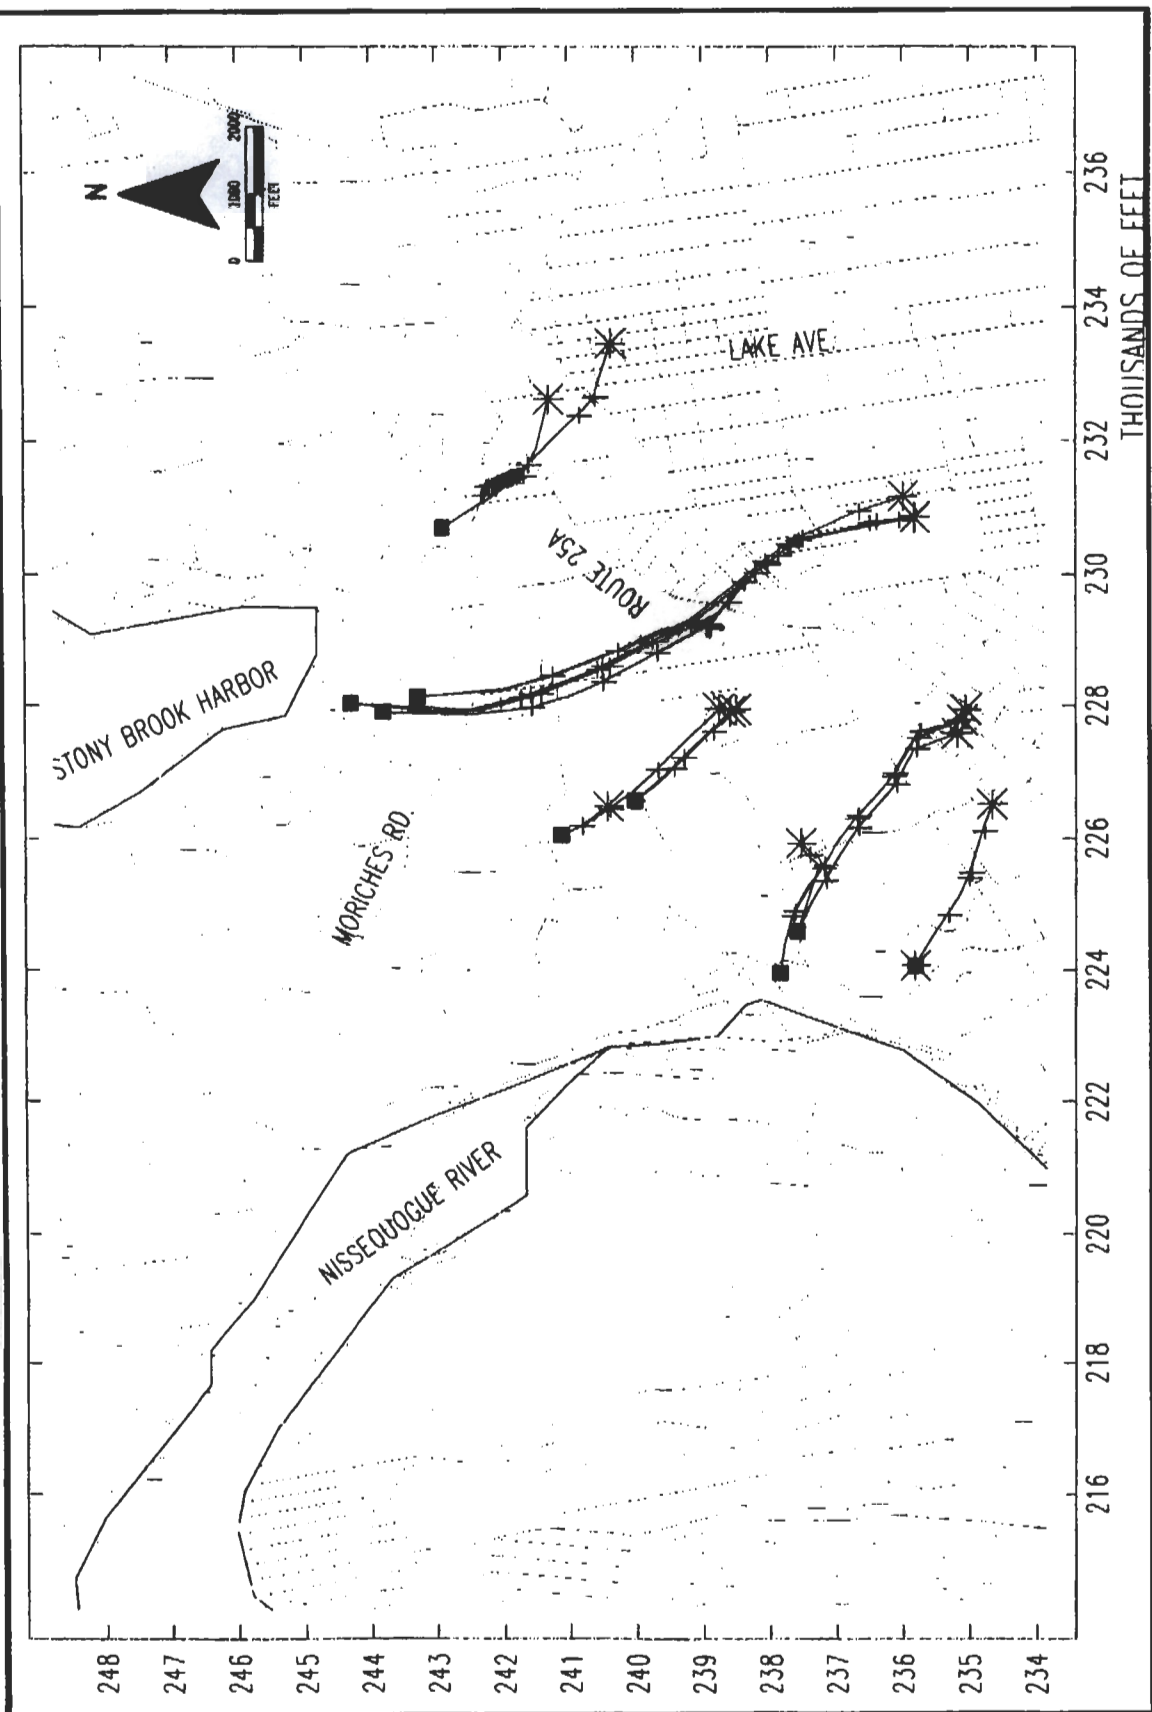 N
0 1000 2000
FEET
STONY BROOK HARBOR
ROUTE 25A
LAKE AVE.
MORICHES RD.
NISSEQUOGUE RIVER
248
247
246
245
244
243
242
241
240
239
238
237
236
235
234
216 218 220 222 224 226 228 230 232 234 236
THOUSANDS OF FEET